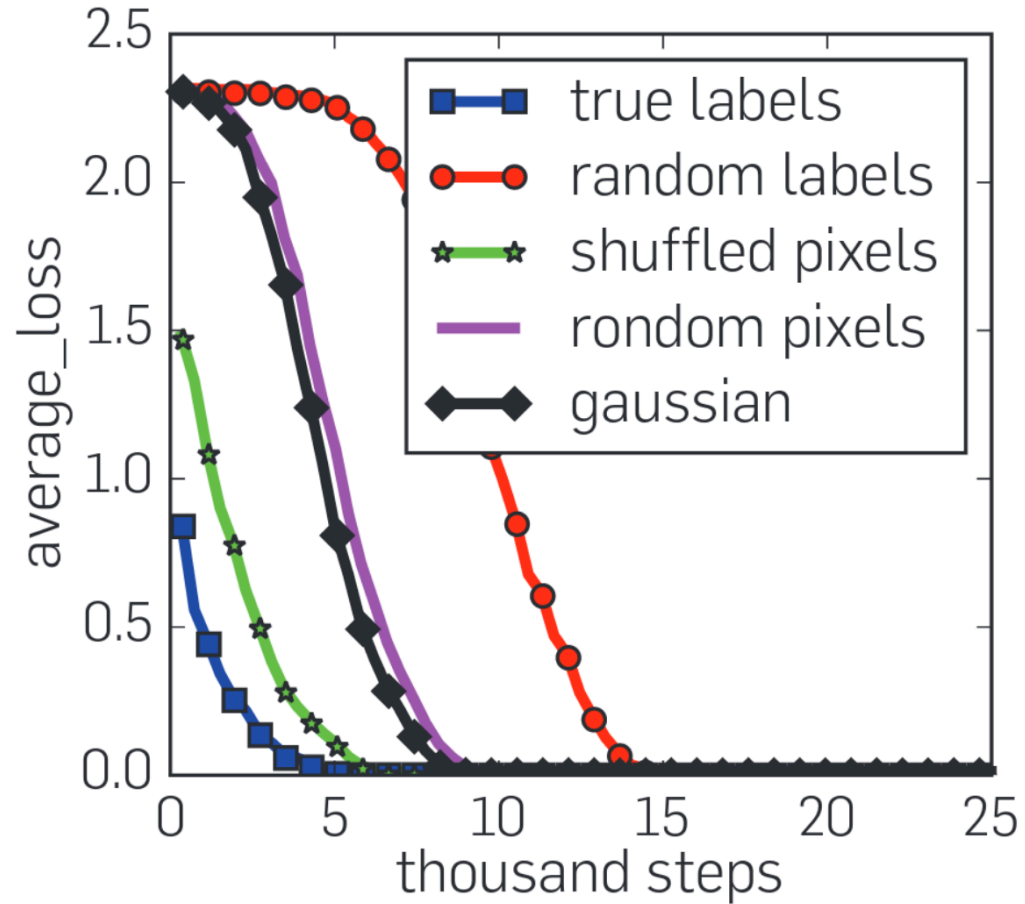 2.5
2.0
1.5
1.0
0.5
0.0
average_loss
true labels
random labels
shuffled pixels
rondom pixels
gaussian
0 5 10 15 20 25
thousand steps